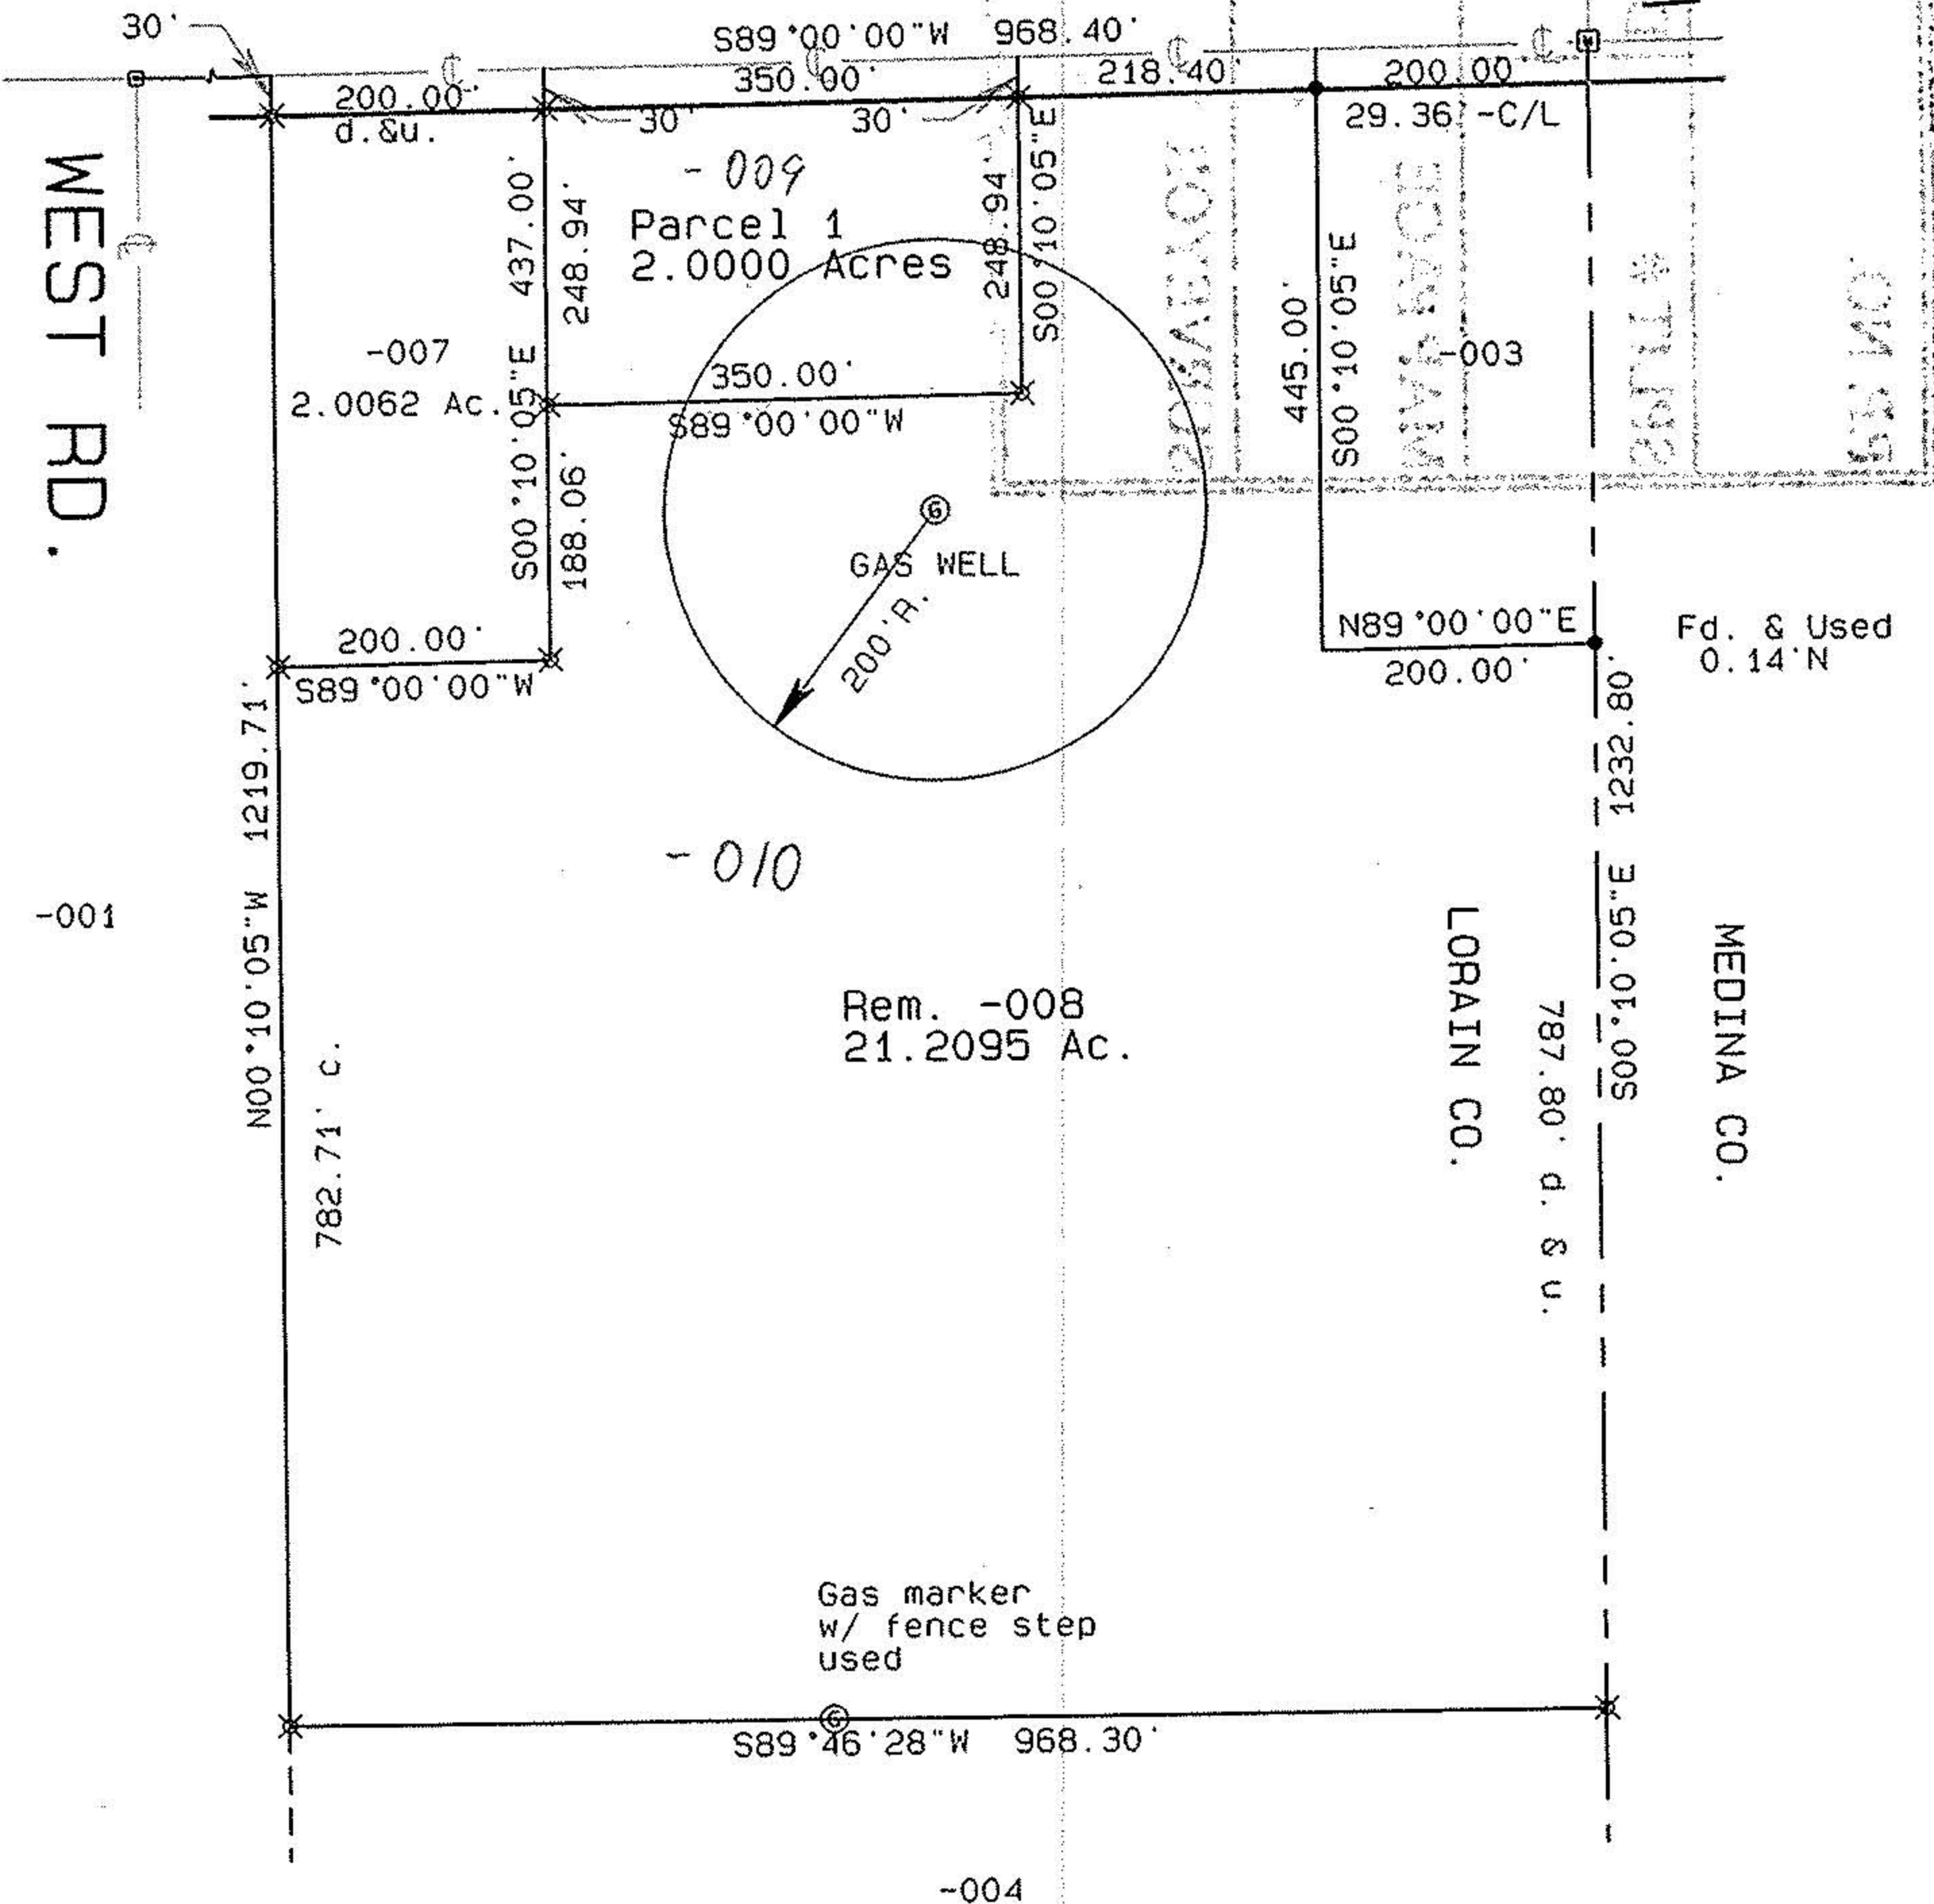 30'
S89°00'00"W 968.40'
200.00'
d.&u.
350.00'
218.40'
200.00
29.36'-C/L
30'
30'
WEST RD.
-009
Parcel 1
2.0000 Acres
437.00'
S00°10'05"E
248.94'
188.06'
248.94'
S00°10'05"E
-007
2.0062 Ac.
350.00'
S89°00'00"W
445.00'
S00°10'05"E
-003
G
GAS WELL
200'R.
200.00'
S89°00'00"W
N89°00'00"E
200.00'
Fd. & Used
0.14'N
N00°10'05"W 1219.71'
782.71' c.
-001
-010
Rem. -008
21.2095 Ac.
LORAIN CO.
787.80' d. & u.
S00°10'05"E 1232.80'
MEDINA CO.
Gas marker
w/ fence step
used
G
S89°46'28"W 968.30'
-004